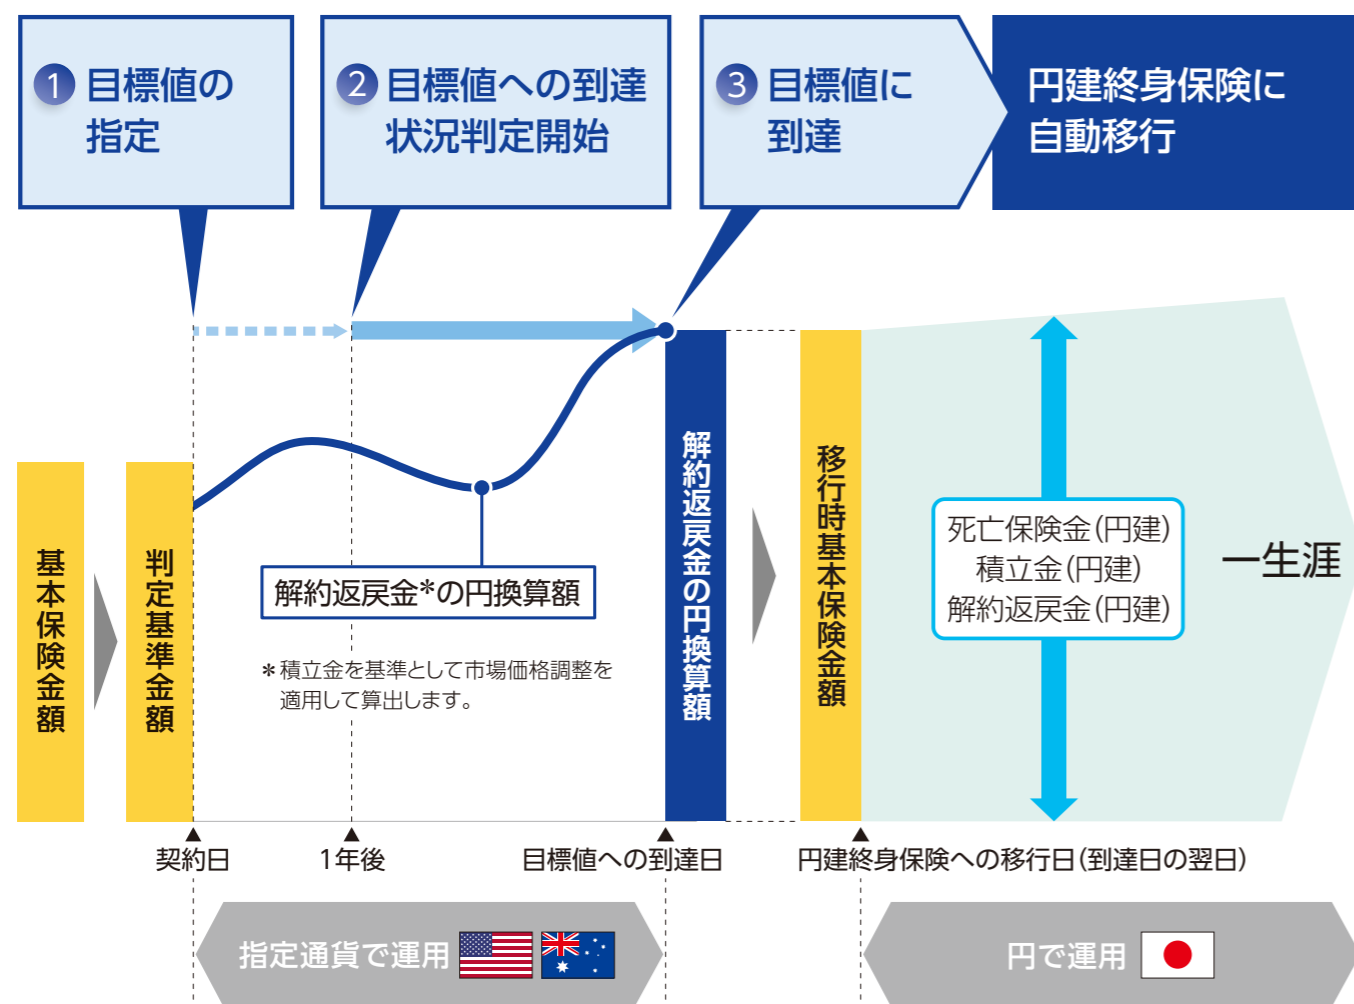 1 目標値の
指定
2 目標値への到達
状況判定開始
3 目標値に
到達
円建終身保険に
自動移行
基本保険金額
判定基準金額
解約返戻金*の円換算額
*積立金を基準として市場価格調整を
適用して算出します。
解約返戻金の円換算額
移行時基本保険金額
死亡保険金(円建)
積立金(円建)
解約返戻金(円建)
一生涯
契約日
1年後
目標値への到達日
円建終身保険への移行日(到達日の翌日)
指定通貨で運用
円で運用